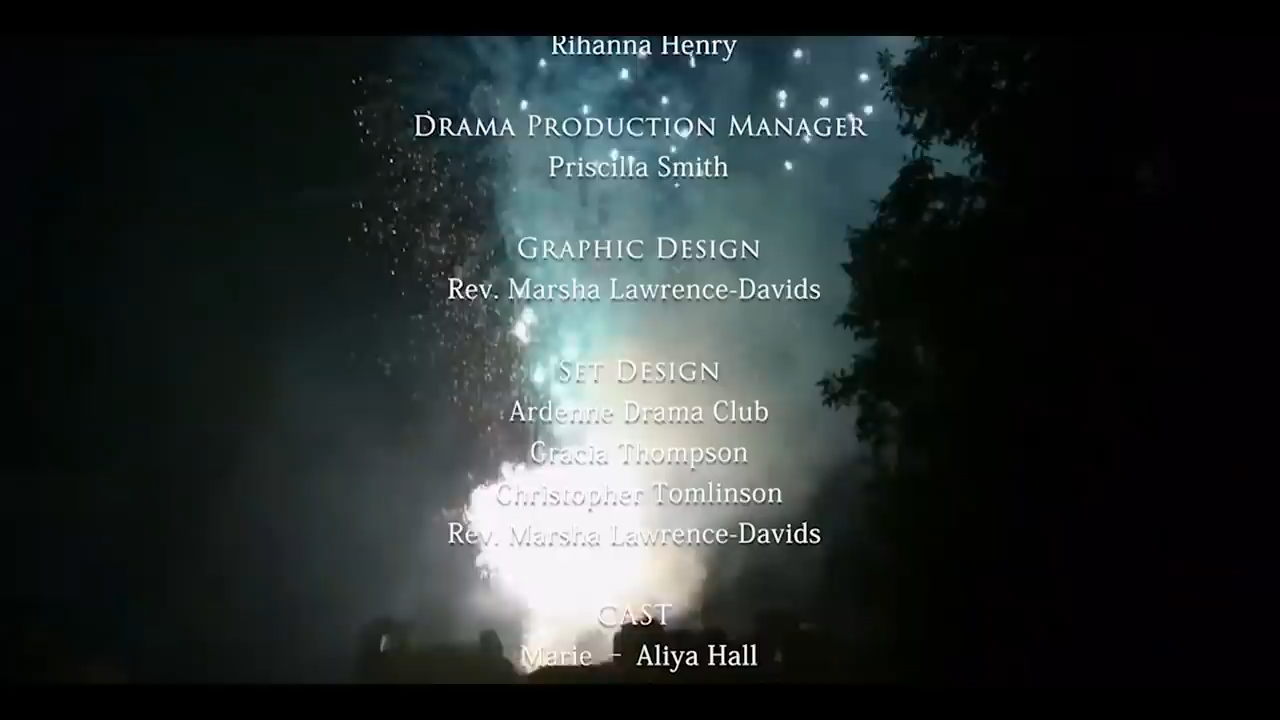 Rihanna Henry
DRAMA PRODUCTION MANAGER
Priscilla Smith
GRAPHIC DESIGN
Rev. Marsha Lawrence-Davids
SET DESIGN
Ardenne Drama Club
Gracia Thompson
Christopher Tomlinson
Rev. Marsha Lawrence-Davids
CAST
Marie - Aliya Hall